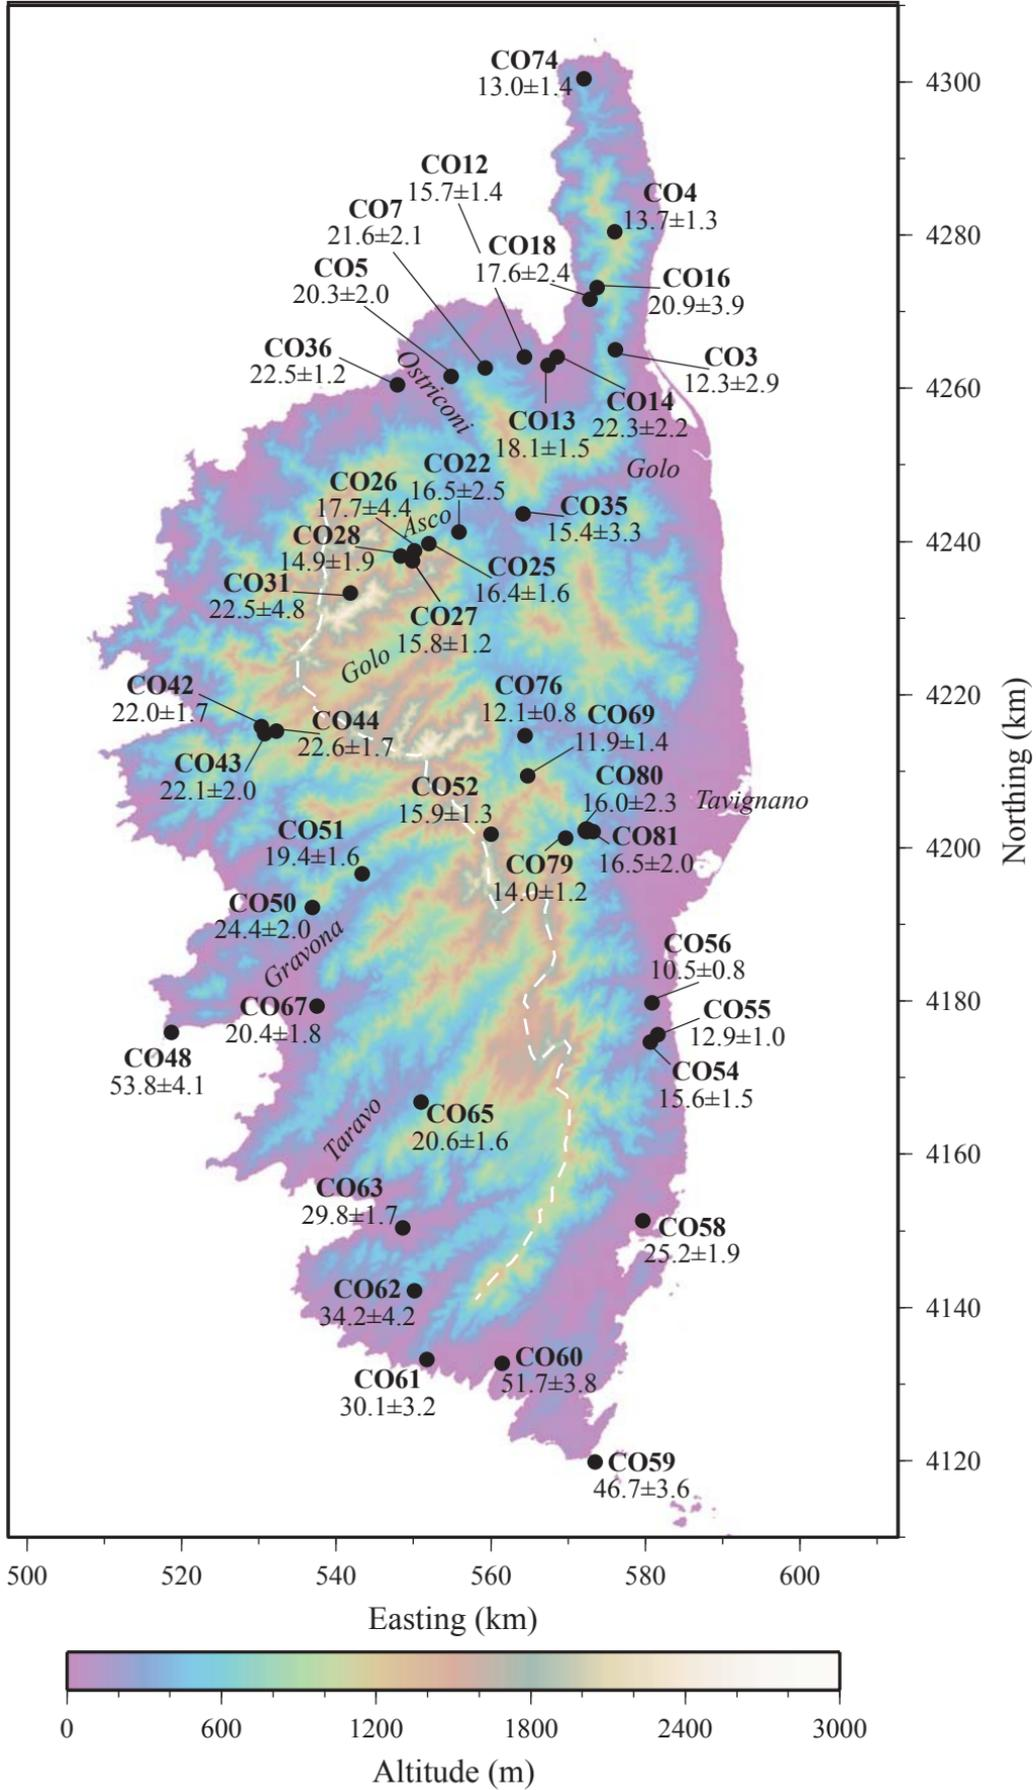 CO74
13.0±1.4
4300
CO12
15.7±1.4
CO4
13.7±1.3
CO7
21.6±2.1
4280
CO18
17.6±2.4
CO5
20.3±2.0
CO16
20.9±3.9
CO36
22.5±1.2
CO3
12.3±2.9
Ostriconi
4260
CO14
22.3±2.2
CO13
18.1±1.5
Golo
CO22
16.5±2.5
CO26
17.7±4.4
Asco
CO35
15.4±3.3
CO28
14.9±1.9
4240
CO25
16.4±1.6
CO31
22.5±4.8
CO27
15.8±1.2
Golo
CO42
22.0±1.7
CO76
12.1±0.8
4220
CO44
22.6±1.7
CO69
11.9±1.4
CO43
22.1±2.0
CO52
15.9±1.3
CO80
16.0±2.3
Tavignano
Northing (km)
CO51
19.4±1.6
CO81
16.5±2.0
4200
CO79
14.0±1.2
CO50
24.4±2.0
Gravona
CO56
10.5±0.8
4180
CO67
20.4±1.8
CO55
12.9±1.0
CO48
53.8±4.1
CO54
15.6±1.5
Taravo
CO65
20.6±1.6
4160
CO63
29.8±1.7
CO58
25.2±1.9
CO62
34.2±4.2
4140
CO60
51.7±3.8
CO61
30.1±3.2
CO59
46.7±3.6
4120
500 520 540 560 580 600
Easting (km)
0 600 1200 1800 2400 3000
Altitude (m)